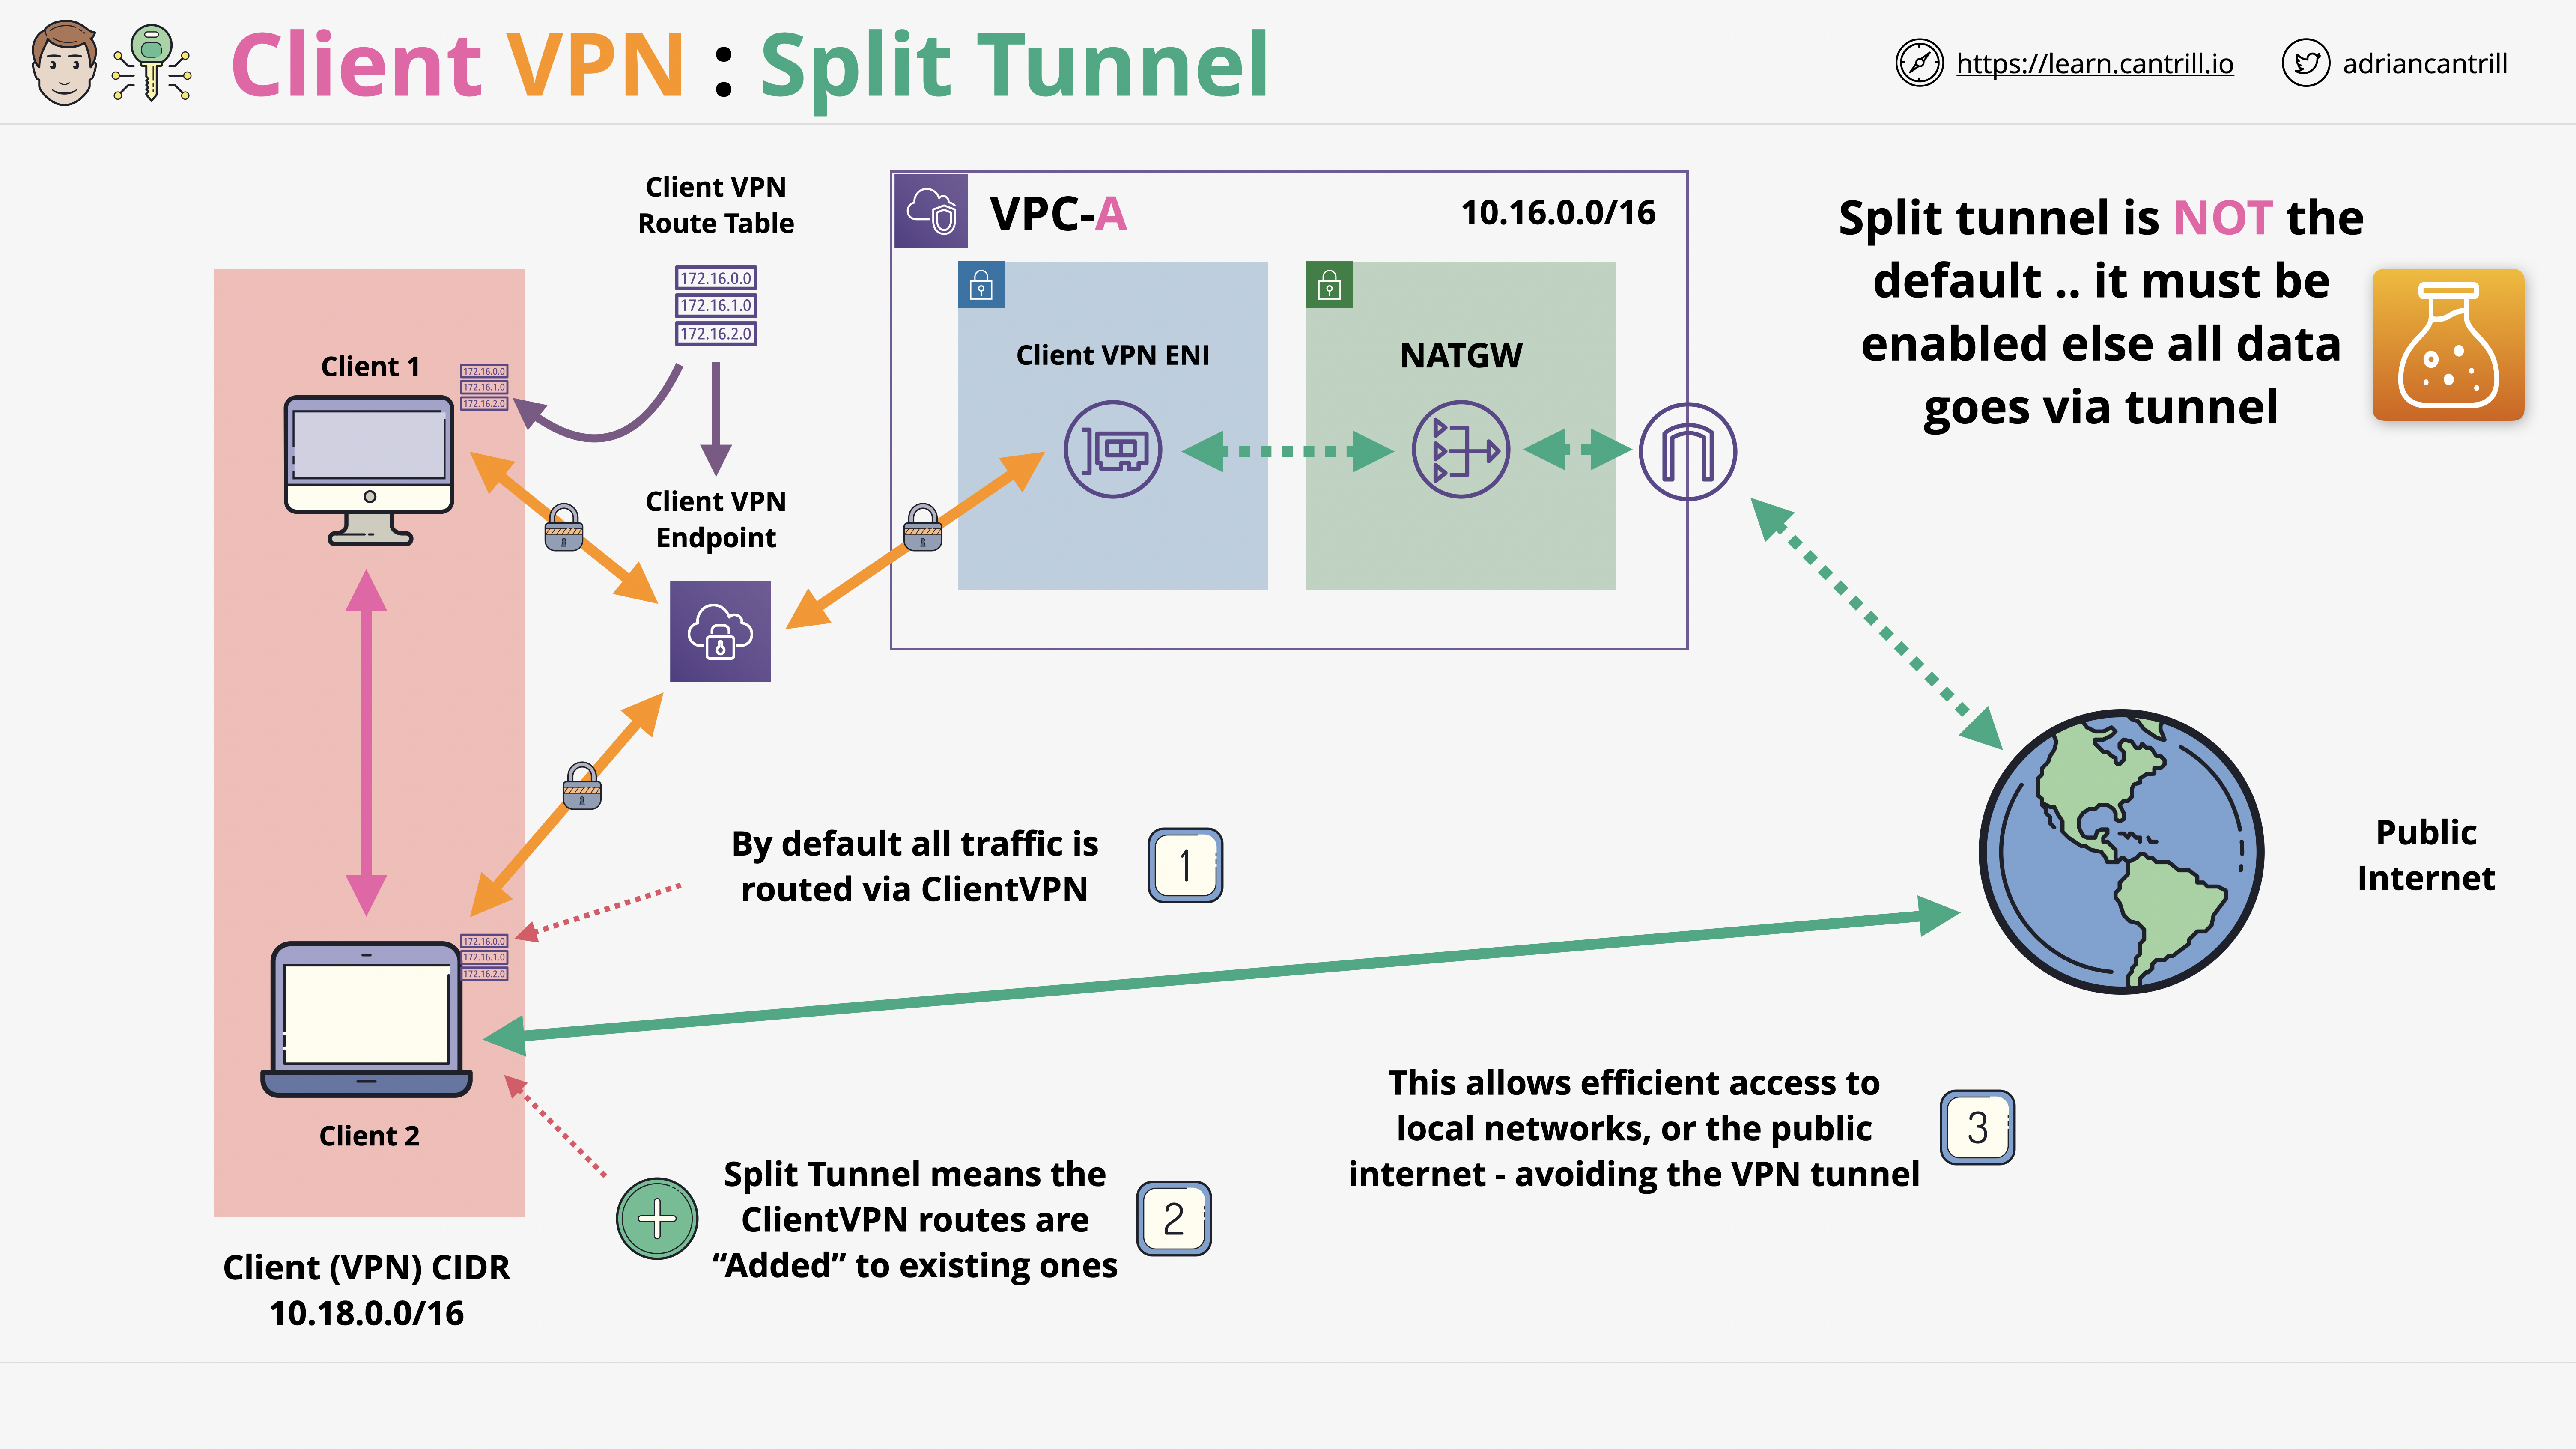 Client VPN : Split Tunnel
https://learn.cantrill.io
adriancantrill
Client VPN
Route Table
172.16.0.0
172.16.1.0
172.16.2.0
VPC-A
10.16.0.0/16
Split tunnel is NOT the
default .. it must be
enabled else all data
goes via tunnel
Client 1
172.16.0.0
172.16.1.0
172.16.2.0
Client VPN ENI
NATGW
Client VPN
Endpoint
By default all traffic is
routed via ClientVPN
1
Public
Internet
172.16.0.0
172.16.1.0
172.16.2.0
Client 2
This allows efficient access to
local networks, or the public
internet - avoiding the VPN tunnel
3
Split Tunnel means the
ClientVPN routes are
“Added” to existing ones
2
Client (VPN) CIDR
10.18.0.0/16